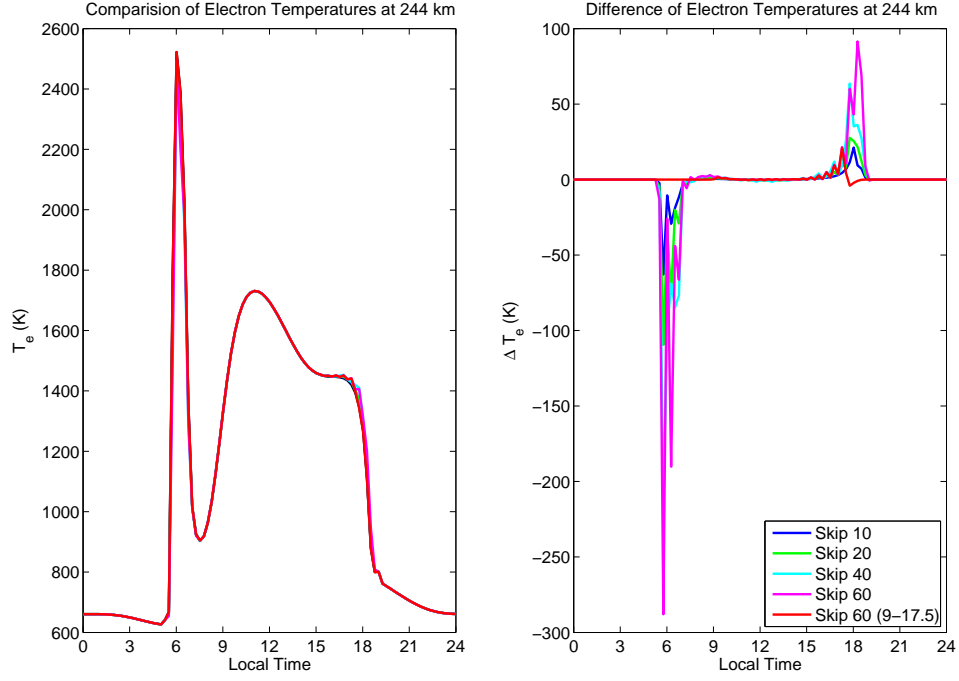 Comparision of Electron Temperatures at 244 km
2600
2400
2200
2000
1800
1600
1400
1200
1000
800
600
T_e (K)
0 3 6 9 12 15 18 21 24
Local Time
Difference of Electron Temperatures at 244 km
100
50
0
−50
−100
−150
−200
−250
−300
Δ T_e (K)
0 3 6 9 12 15 18 21 24
Local Time
Skip 10
Skip 20
Skip 40
Skip 60
Skip 60 (9−17.5)